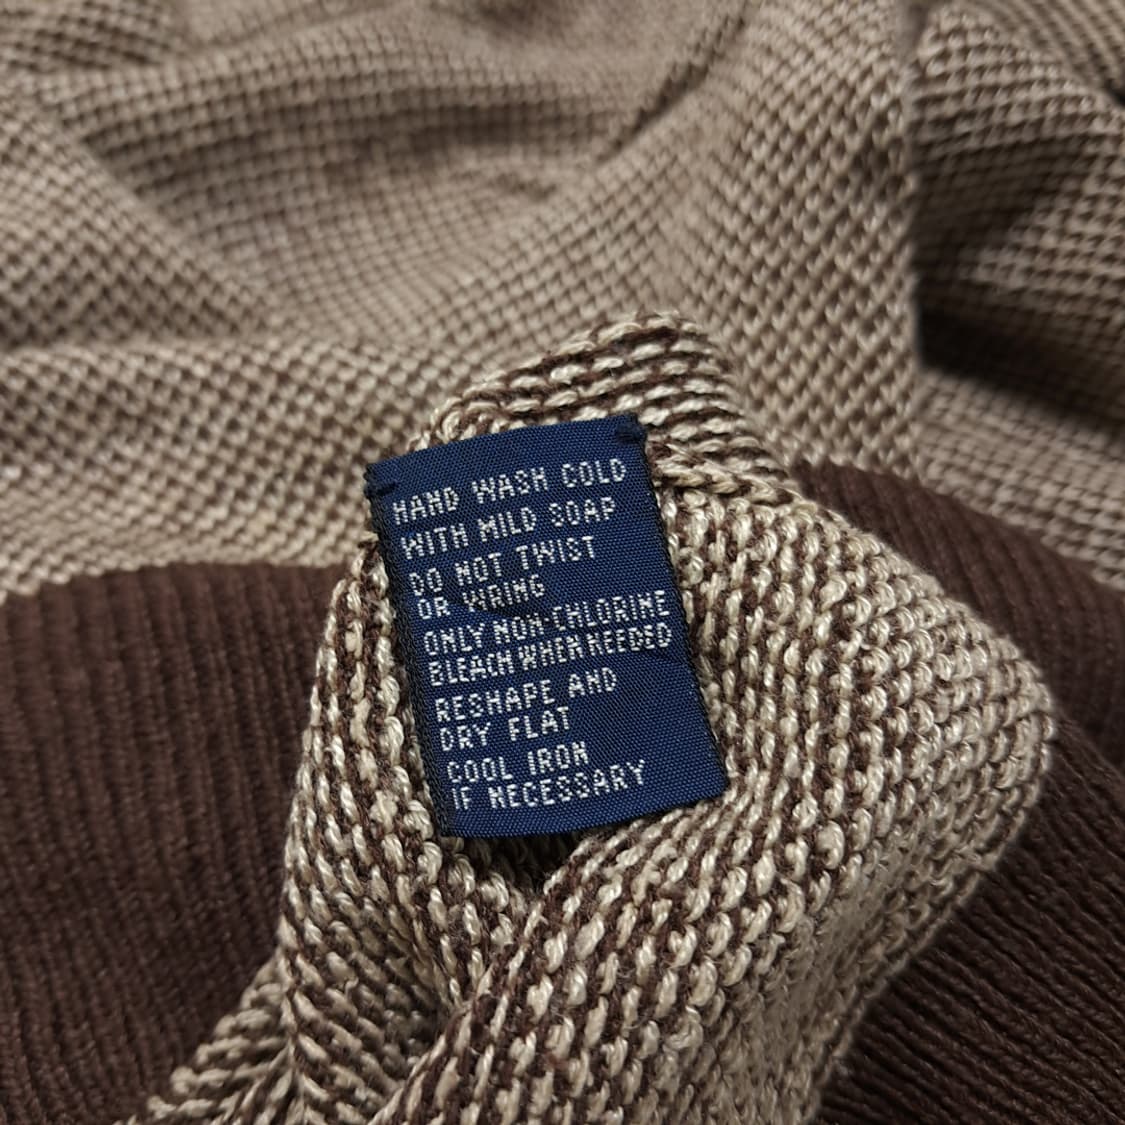 HAND WASH COLD
WITH MILD SOAP
DO NOT TWIST
OR WRING
ONLY NON-CHLORINE
BLEACH WHEN NEEDED
RESHAPE AND
DRY FLAT
COOL IRON
IF NECESSARY